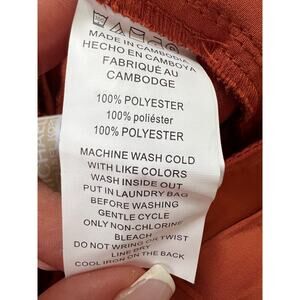 MADE IN CAMBODIA
HECHO EN CAMBOYA
FABRIQUÉ AU
CAMBODGE
100% POLYESTER
100% poliéster
100% POLYESTER
MACHINE WASH COLD
WITH LIKE COLORS
WASH INSIDE OUT
PUT IN LAUNDRY BAG
BEFORE WASHING
GENTLE CYCLE
ONLY NON-CHLORINE
BLEACH
DO NOT WRING OR TWIST
LINE DRY
COOL IRON ON THE BACK